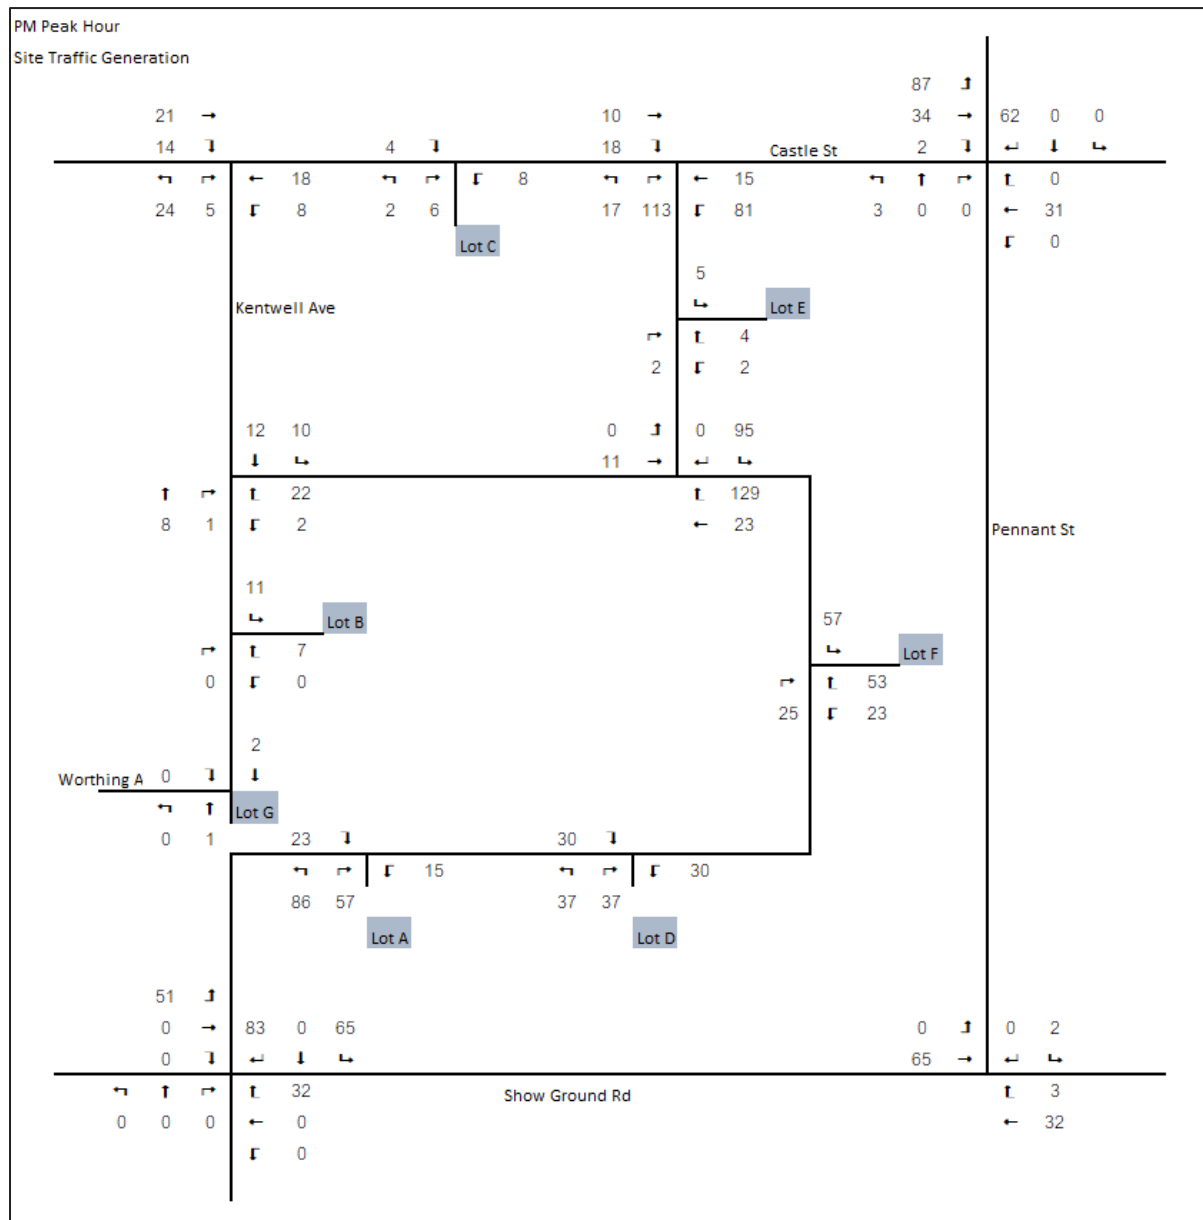 PM Peak Hour
Site Traffic Generation
87
21 10 34 62 0 0
14 4 18 Castle St 2
18 8 15 0
24 5 8 2 6 17 113 81 3 0 0 31
Lot C 0
5
Kentwell Ave Lot E
4
2 2
12 10 0 0 95
11
22 129
8 1 2 23
Pennant St
11
Lot B 57
7 Lot F
0 0 53
25 23
2
Worthing A 0
Lot G
0 1 23 30
15 30
86 57 37 37
Lot A Lot D
51
0 83 0 65 0 0 2
0 65
32 Show Ground Rd 3
0 0 0 0 32
0